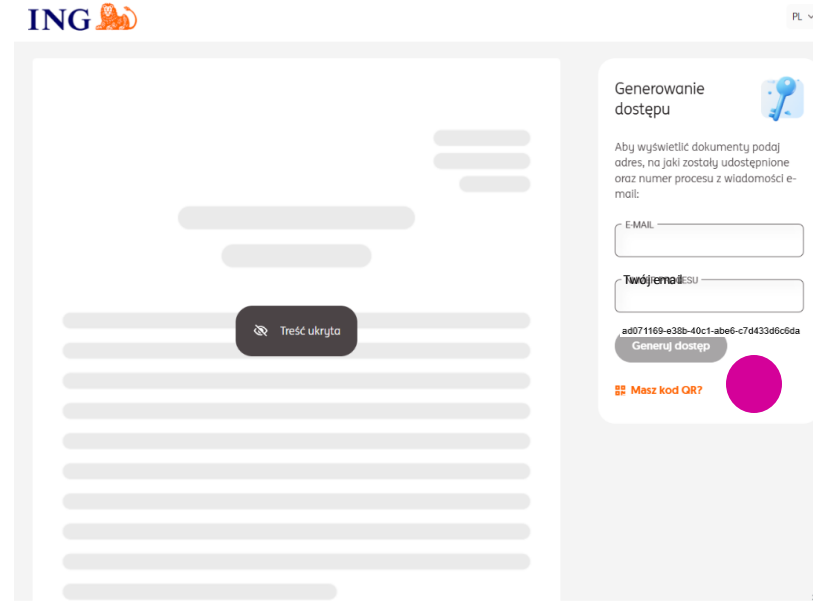 ING
PL
Generowanie
dostępu
Aby wyświetlić dokumenty podaj
adres, na jaki zostały udostępnione
oraz numer procesu z wiadomości e-
mail:
E-MAIL
Twój email
ad071169-e38b-40c1-abe6-c7d433d6c6da
Generuj dostęp
Masz kod QR?
Treść ukryta